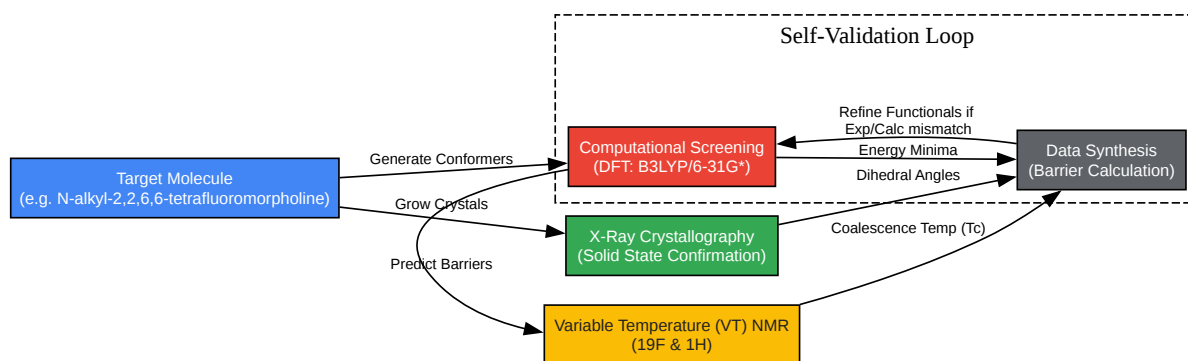 Self-Validation Loop
Refine Functionals if
Exp/Calc mismatch
Computational Screening
(DFT: B3LYP/6-31G*)
Generate Conformers
Energy Minima
Data Synthesis
(Barrier Calculation)
Target Molecule
(e.g. N-alkyl-2,2,6,6-tetrafluoromorpholine)
Dihedral Angles
Grow Crystals
X-Ray Crystallography
(Solid State Confirmation)
Coalescence Temp (Tc)
Predict Barriers
Variable Temperature (VT) NMR
(19F & 1H)